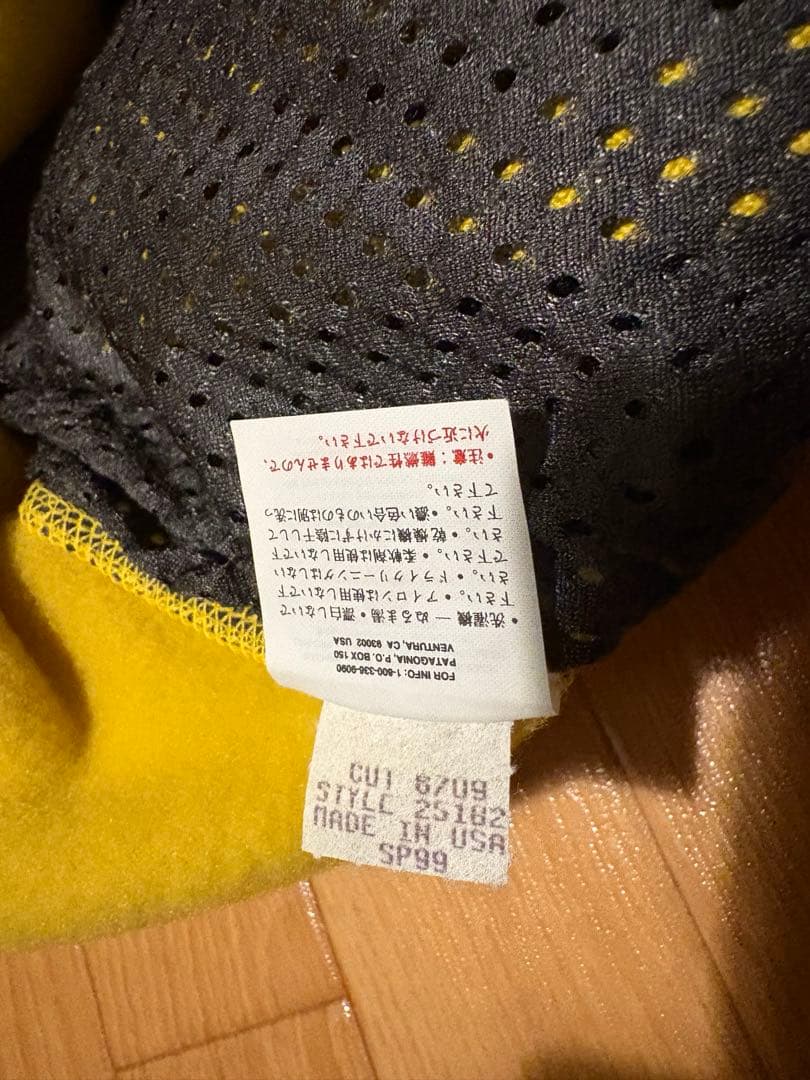 FOR INFO: 1-800-336-9090
PATAGONIA, P.O. BOX 150
VENTURA, CA 93002 USA
• 洗濯機 — ぬるま湯 • 漂白しないで
下さい。 • アイロンは使用しないで下
さい。 • ドライクリーニングはしない
で下さい。 • 柔軟剤は使用しないで下
さい。 • 乾燥機にかけずに陰干しして
下さい。 • 濃い色合いのものは別に洗っ
て下さい。
• 注意：難燃性ではありませんので、
火に近づけないで下さい。
CUT 6709
STYLE 25182
MADE IN USA
SP99